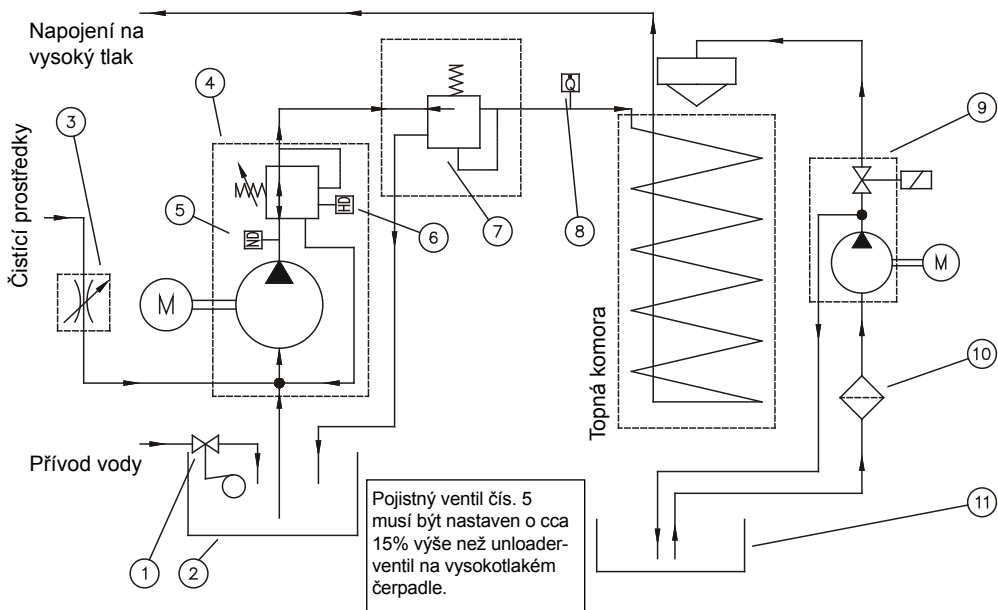 Napojení na
vysoký tlak
4
3
9
Čistící prostředky
Q
5
ND
HD
6
7
8
M
M
Topná komora
10
Přívod vody
1
2
Pojistný ventil čís. 5
musí být nastaven o cca
15% výše než unloader-
ventil na vysokotlakém
čerpadle.
11